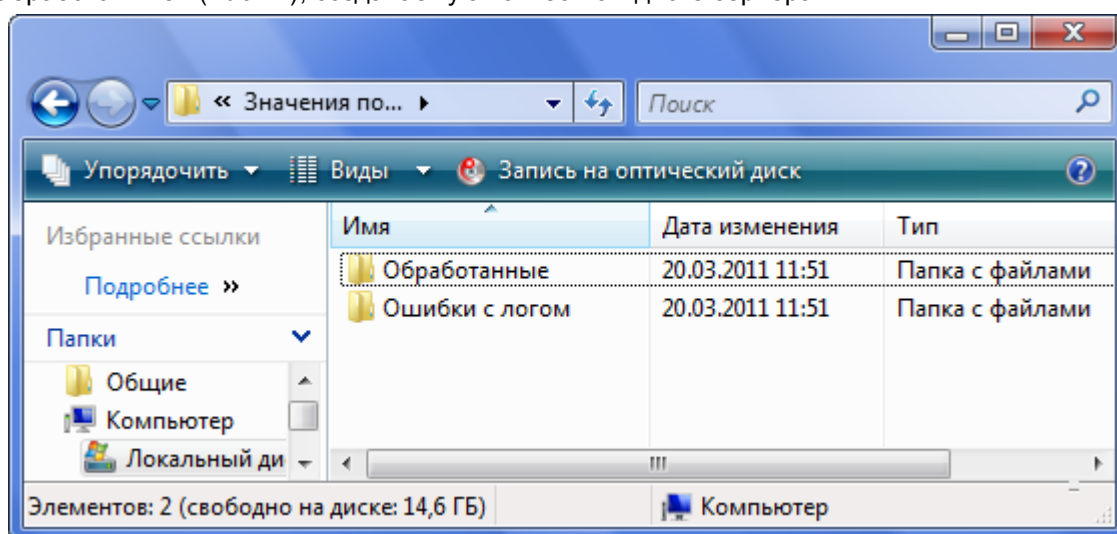 « Значения по...
Поиск
Упорядочить Виды Запись на оптический диск
Избранные ссылки
Подробнее »
Папки
Общие
Компьютер
Локальный ди
Имя Дата изменения Тип
Обработанные 20.03.2011 11:51 Папка с файлами
Ошибки с логом 20.03.2011 11:51 Папка с файлами
Элементов: 2 (свободно на диске: 14,6 ГБ) Компьютер